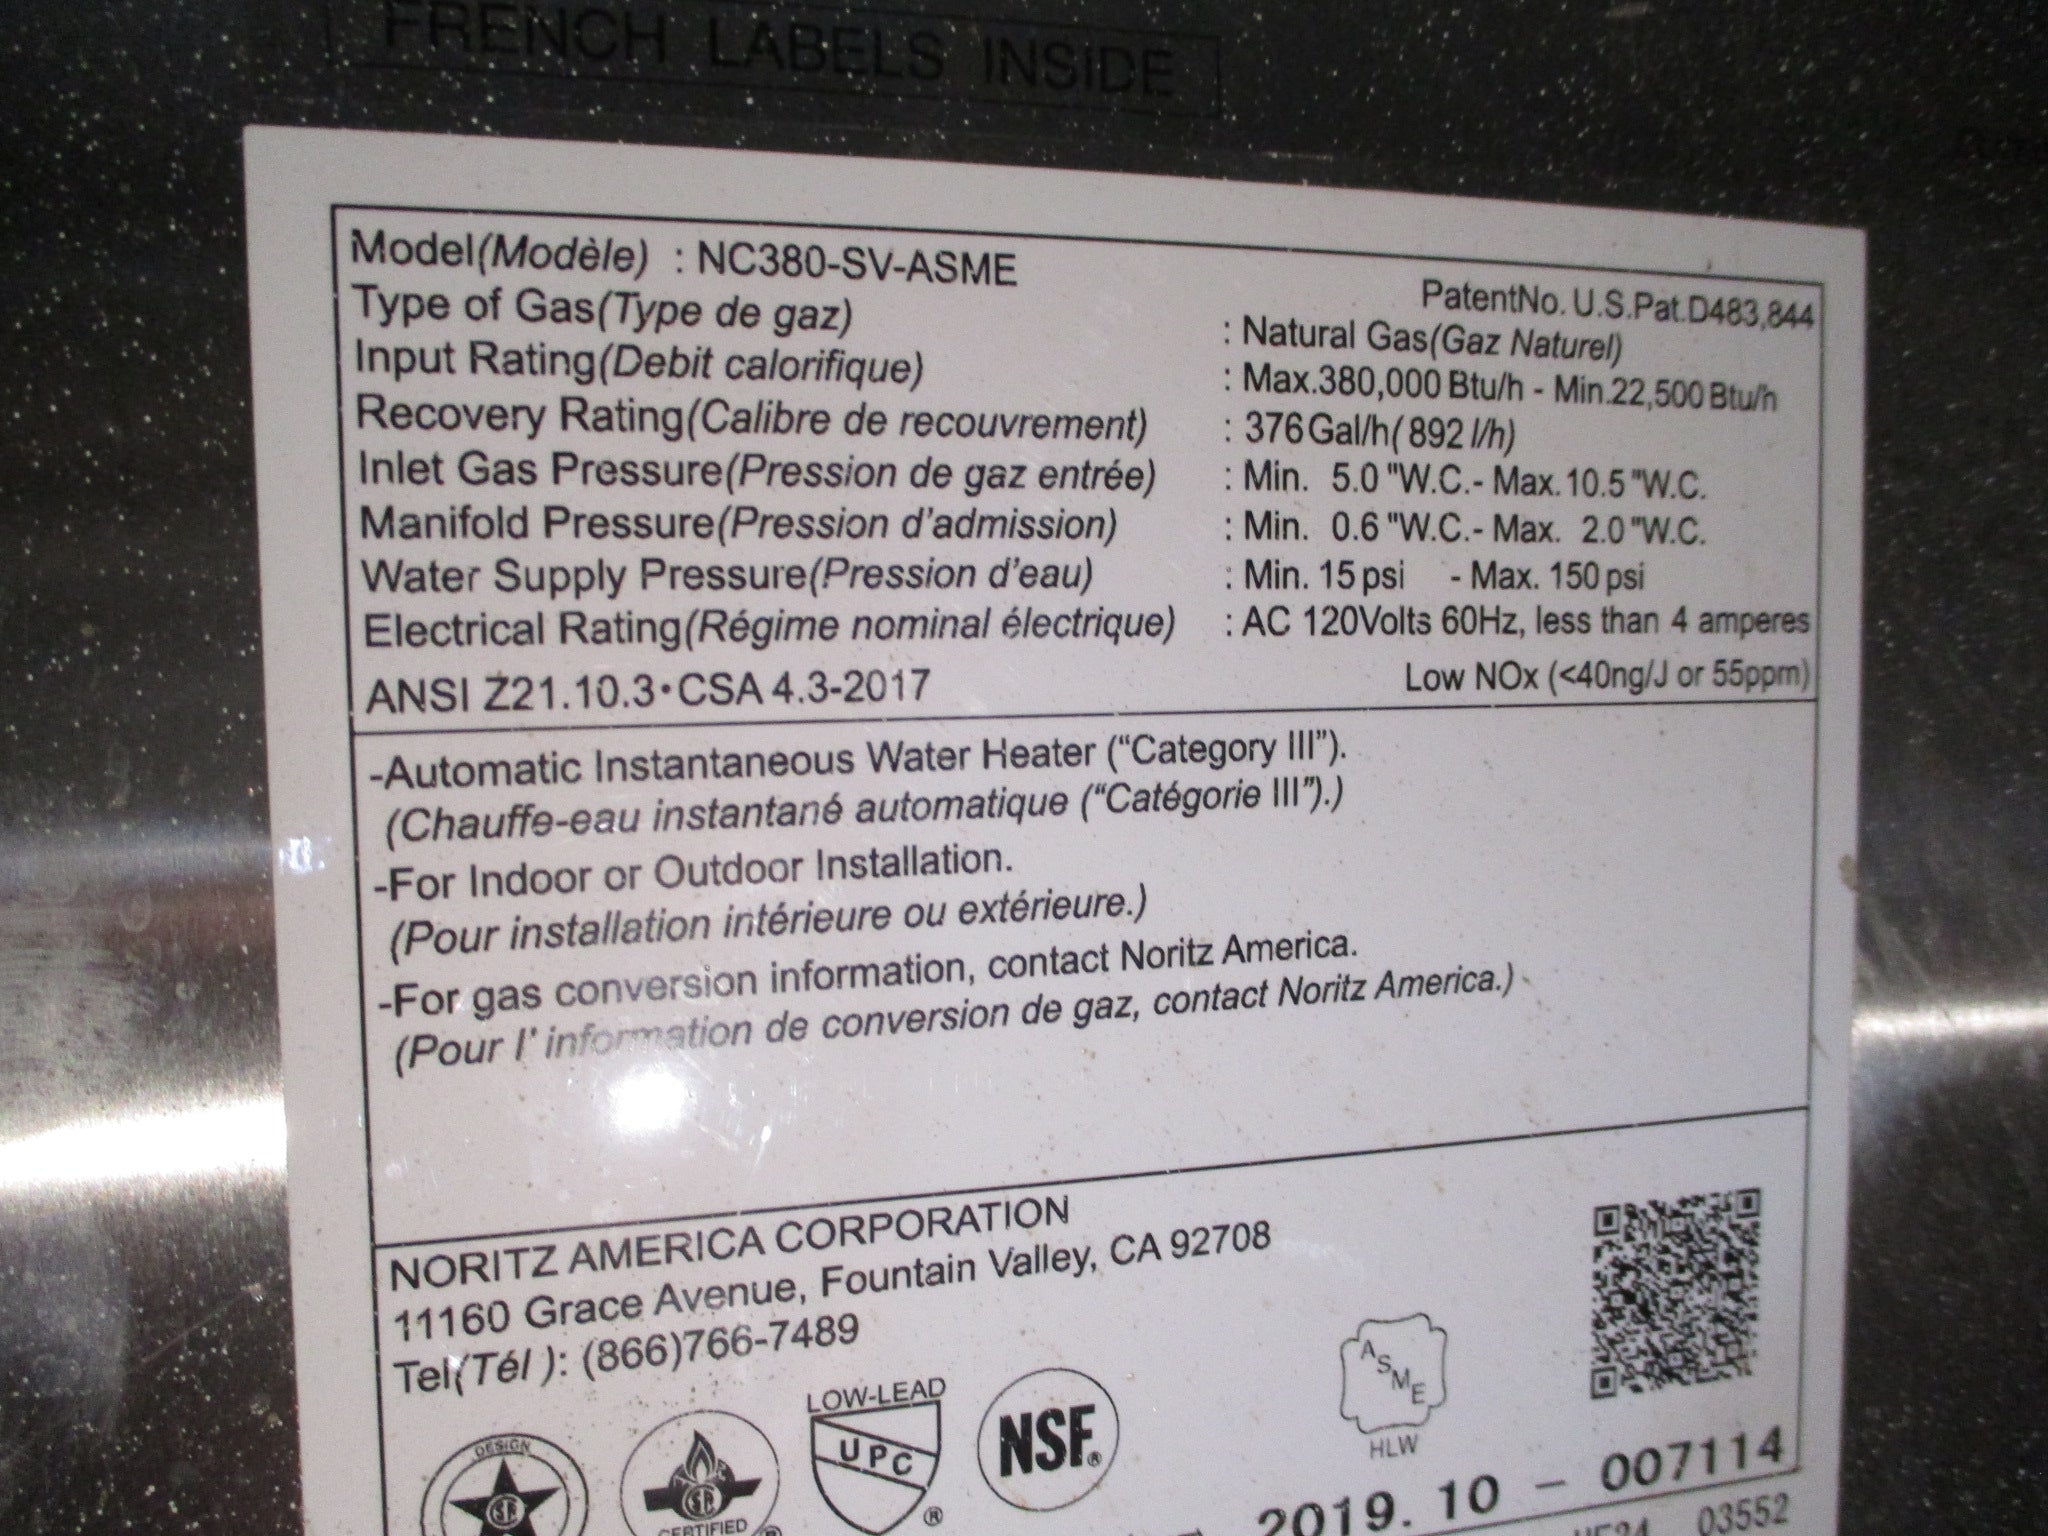 FRENCH LABELS INSIDE
Model(Modèle) : NC380-SV-ASME
PatentNo. U.S.Pat.D483,844
Type of Gas(Type de gaz) : Natural Gas(Gaz Naturel)
Input Rating(Debit calorifique) : Max.380,000 Btu/h - Min.22,500 Btu/h
Recovery Rating(Calibre de recouvrement) : 376 Gal/h( 892 l/h)
Inlet Gas Pressure(Pression de gaz entrée) : Min. 5.0 "W.C.- Max. 10.5 "W.C.
Manifold Pressure(Pression d'admission) : Min. 0.6 "W.C.- Max. 2.0 "W.C.
Water Supply Pressure(Pression d'eau) : Min. 15 psi - Max. 150 psi
Electrical Rating(Régime nominal électrique) : AC 120Volts 60Hz, less than 4 amperes
ANSI Z21.10.3•CSA 4.3-2017 Low NOx (<40ng/J or 55ppm)
-Automatic Instantaneous Water Heater ("Category III").
(Chauffe-eau instantané automatique ("Catégorie III").)
-For Indoor or Outdoor Installation.
(Pour installation intérieure ou extérieure.)
-For gas conversion information, contact Noritz America.
(Pour l' information de conversion de gaz, contact Noritz America.)
NORITZ AMERICA CORPORATION
11160 Grace Avenue, Fountain Valley, CA 92708
Tel(Tél ): (866)766-7489
DESIGN
CERTIFIED ®
LOW-LEAD
UPC ®
NSF®
ASME
HLW
2019. 10 - 007114
03552